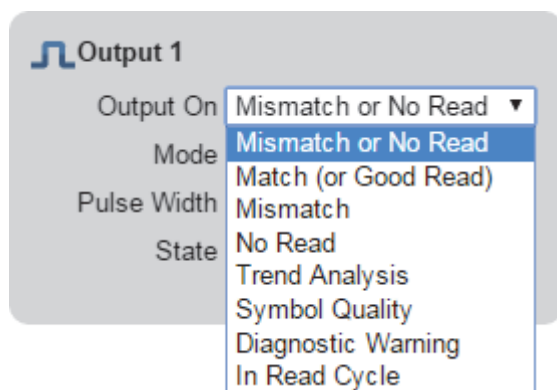 Output 1
Output On Mismatch or No Read
Mismatch or No Read
Mode
Match (or Good Read)
Pulse Width
Mismatch
State
No Read
Trend Analysis
Symbol Quality
Diagnostic Warning
In Read Cycle